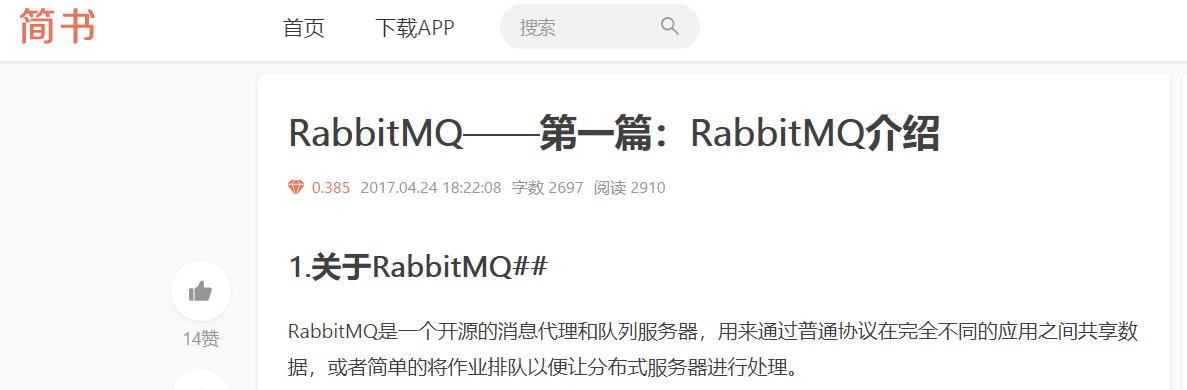 简书
首页 下载APP 搜索
RabbitMQ——第一篇：RabbitMQ介绍
0.385 2017.04.24 18:22:08 字数 2697 阅读 2910
1.关于RabbitMQ##
14赞
RabbitMQ是一个开源的消息代理和队列服务器，用来通过普通协议在完全不同的应用之间共享数
据，或者简单的将作业排队以便让分布式服务器进行处理。